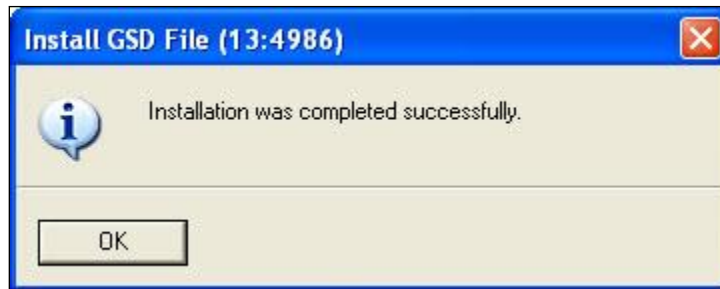 Install GSD File (13:4986)
Installation was completed successfully.
OK